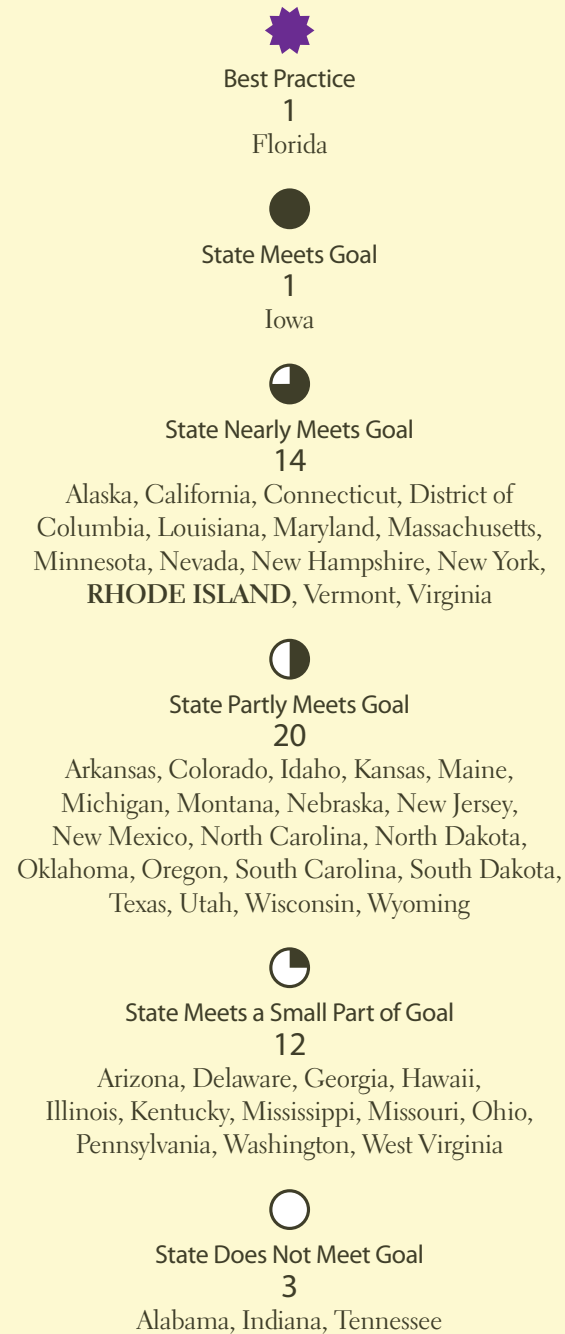 Best Practice
1
Florida
State Meets Goal
1
Iowa
State Nearly Meets Goal
14
Alaska, California, Connecticut, District of
Columbia, Louisiana, Maryland, Massachusetts,
Minnesota, Nevada, New Hampshire, New York,
RHODE ISLAND, Vermont, Virginia
State Partly Meets Goal
20
Arkansas, Colorado, Idaho, Kansas, Maine,
Michigan, Montana, Nebraska, New Jersey,
New Mexico, North Carolina, North Dakota,
Oklahoma, Oregon, South Carolina, South Dakota,
Texas, Utah, Wisconsin, Wyoming
State Meets a Small Part of Goal
12
Arizona, Delaware, Georgia, Hawaii,
Illinois, Kentucky, Mississippi, Missouri, Ohio,
Pennsylvania, Washington, West Virginia
State Does Not Meet Goal
3
Alabama, Indiana, Tennessee